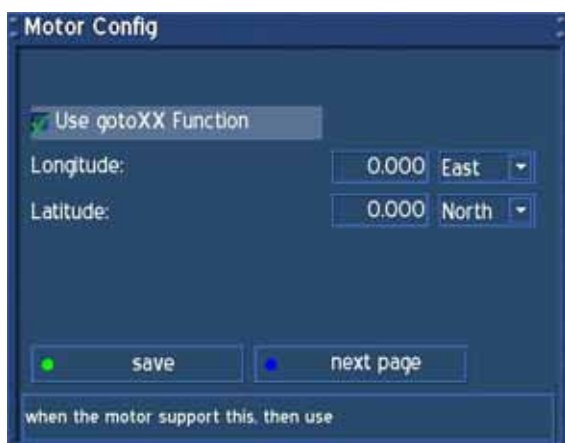 Motor Config
Use gotoXX Function
Longitude: 0.000 East
Latitude: 0.000 North
save next page
when the motor support this, then use